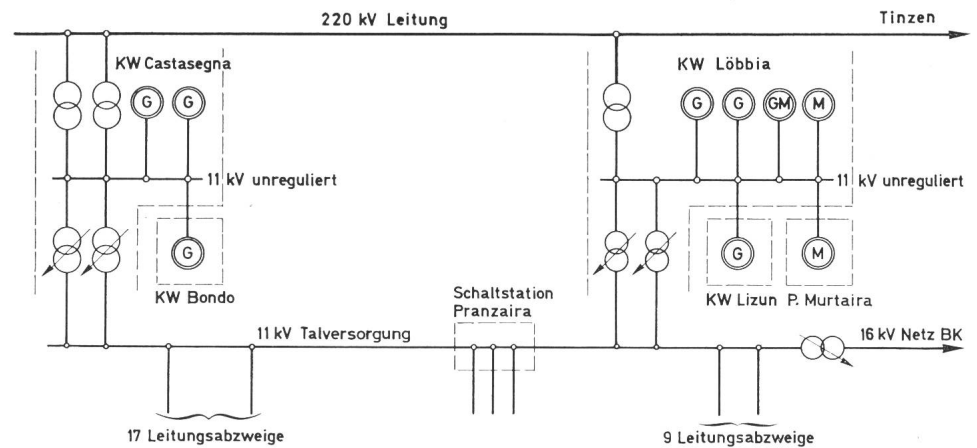 220 kV Leitung
Tinzen
KW Castasegna
KW Löbbia
G
G
G
G
GM
M
11 kV unreguliert
11 kV unreguliert
G
G
M
KW Bondo
KW Lizun
P. Murtaira
Schaltstation
Pranzaira
11 kV Talversorgung
16 kV Netz BK
17 Leitungsabzweige
9 Leitungsabzweige